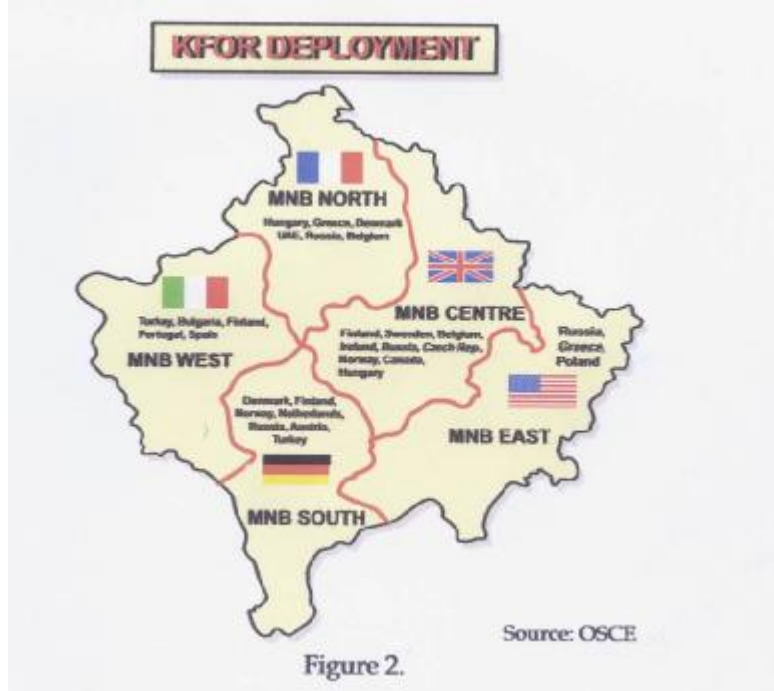 KFOR DEPLOYMENT
MNB NORTH
Hungary, Greece, Denmark
UAE, Russia, Belgium
MNB CENTRE
Finland, Sweden, Belgium,
Ireland, Russia, Czech Rep,
Norway, Canada,
Hungary
Turkey, Bulgaria, Finland,
Portugal, Spain
MNB WEST
Russia,
Greece,
Poland
MNB EAST
Denmark, Finland,
Norway, Netherlands,
Russia, Austria,
Turkey
MNB SOUTH
Source: OSCE
Figure 2.